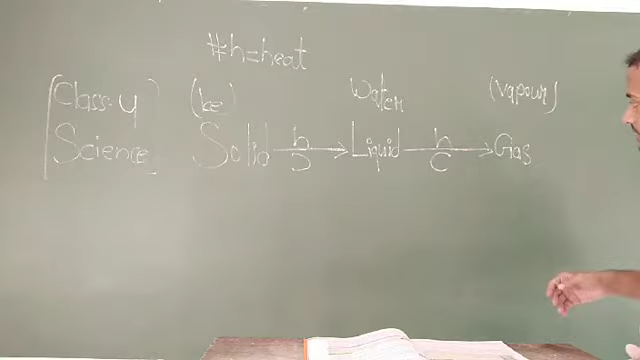 #h=heat
Class:4 (Ice) Water (vapour)
Science Solid h Liquid h Gas